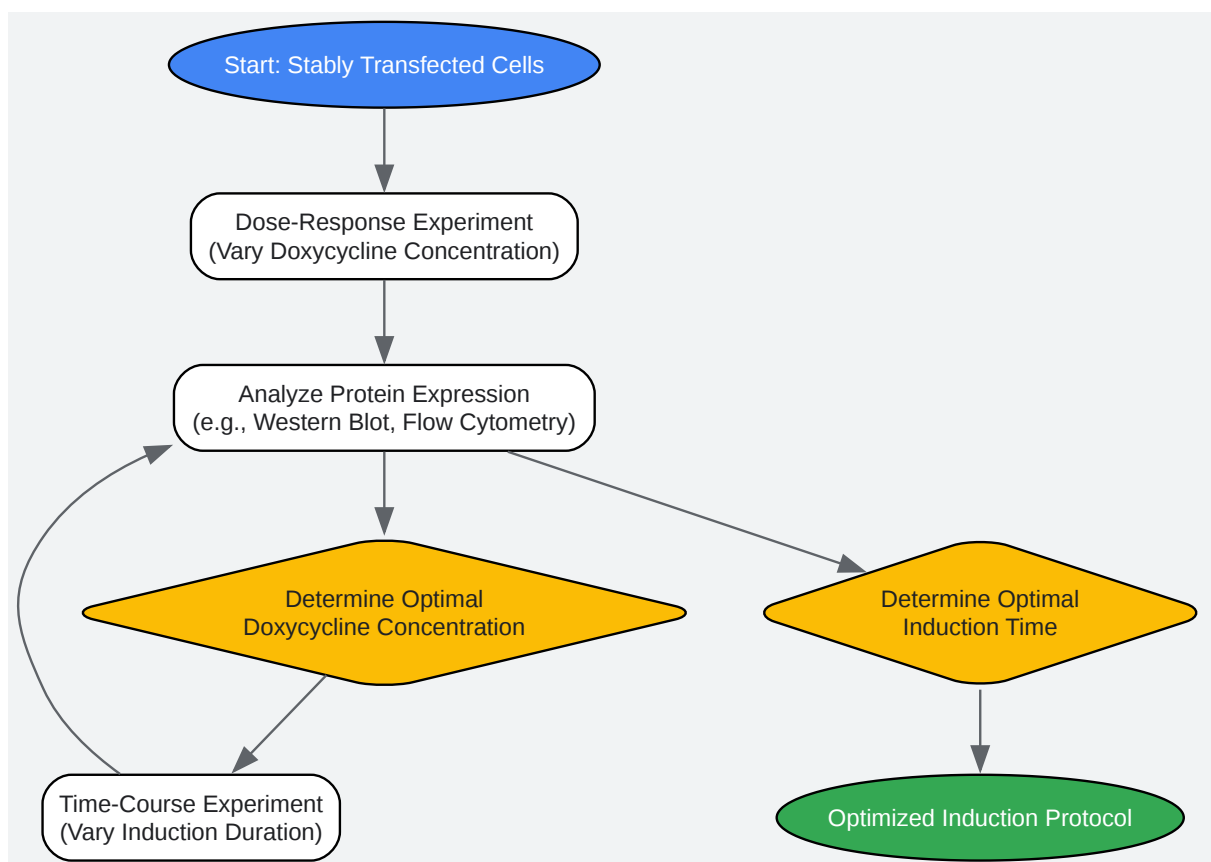 Start: Stably Transfected Cells
Dose-Response Experiment
(Vary Doxycycline Concentration)
Analyze Protein Expression
(e.g., Western Blot, Flow Cytometry)
Determine Optimal
Doxycycline Concentration
Determine Optimal
Induction Time
Time-Course Experiment
(Vary Induction Duration)
Optimized Induction Protocol